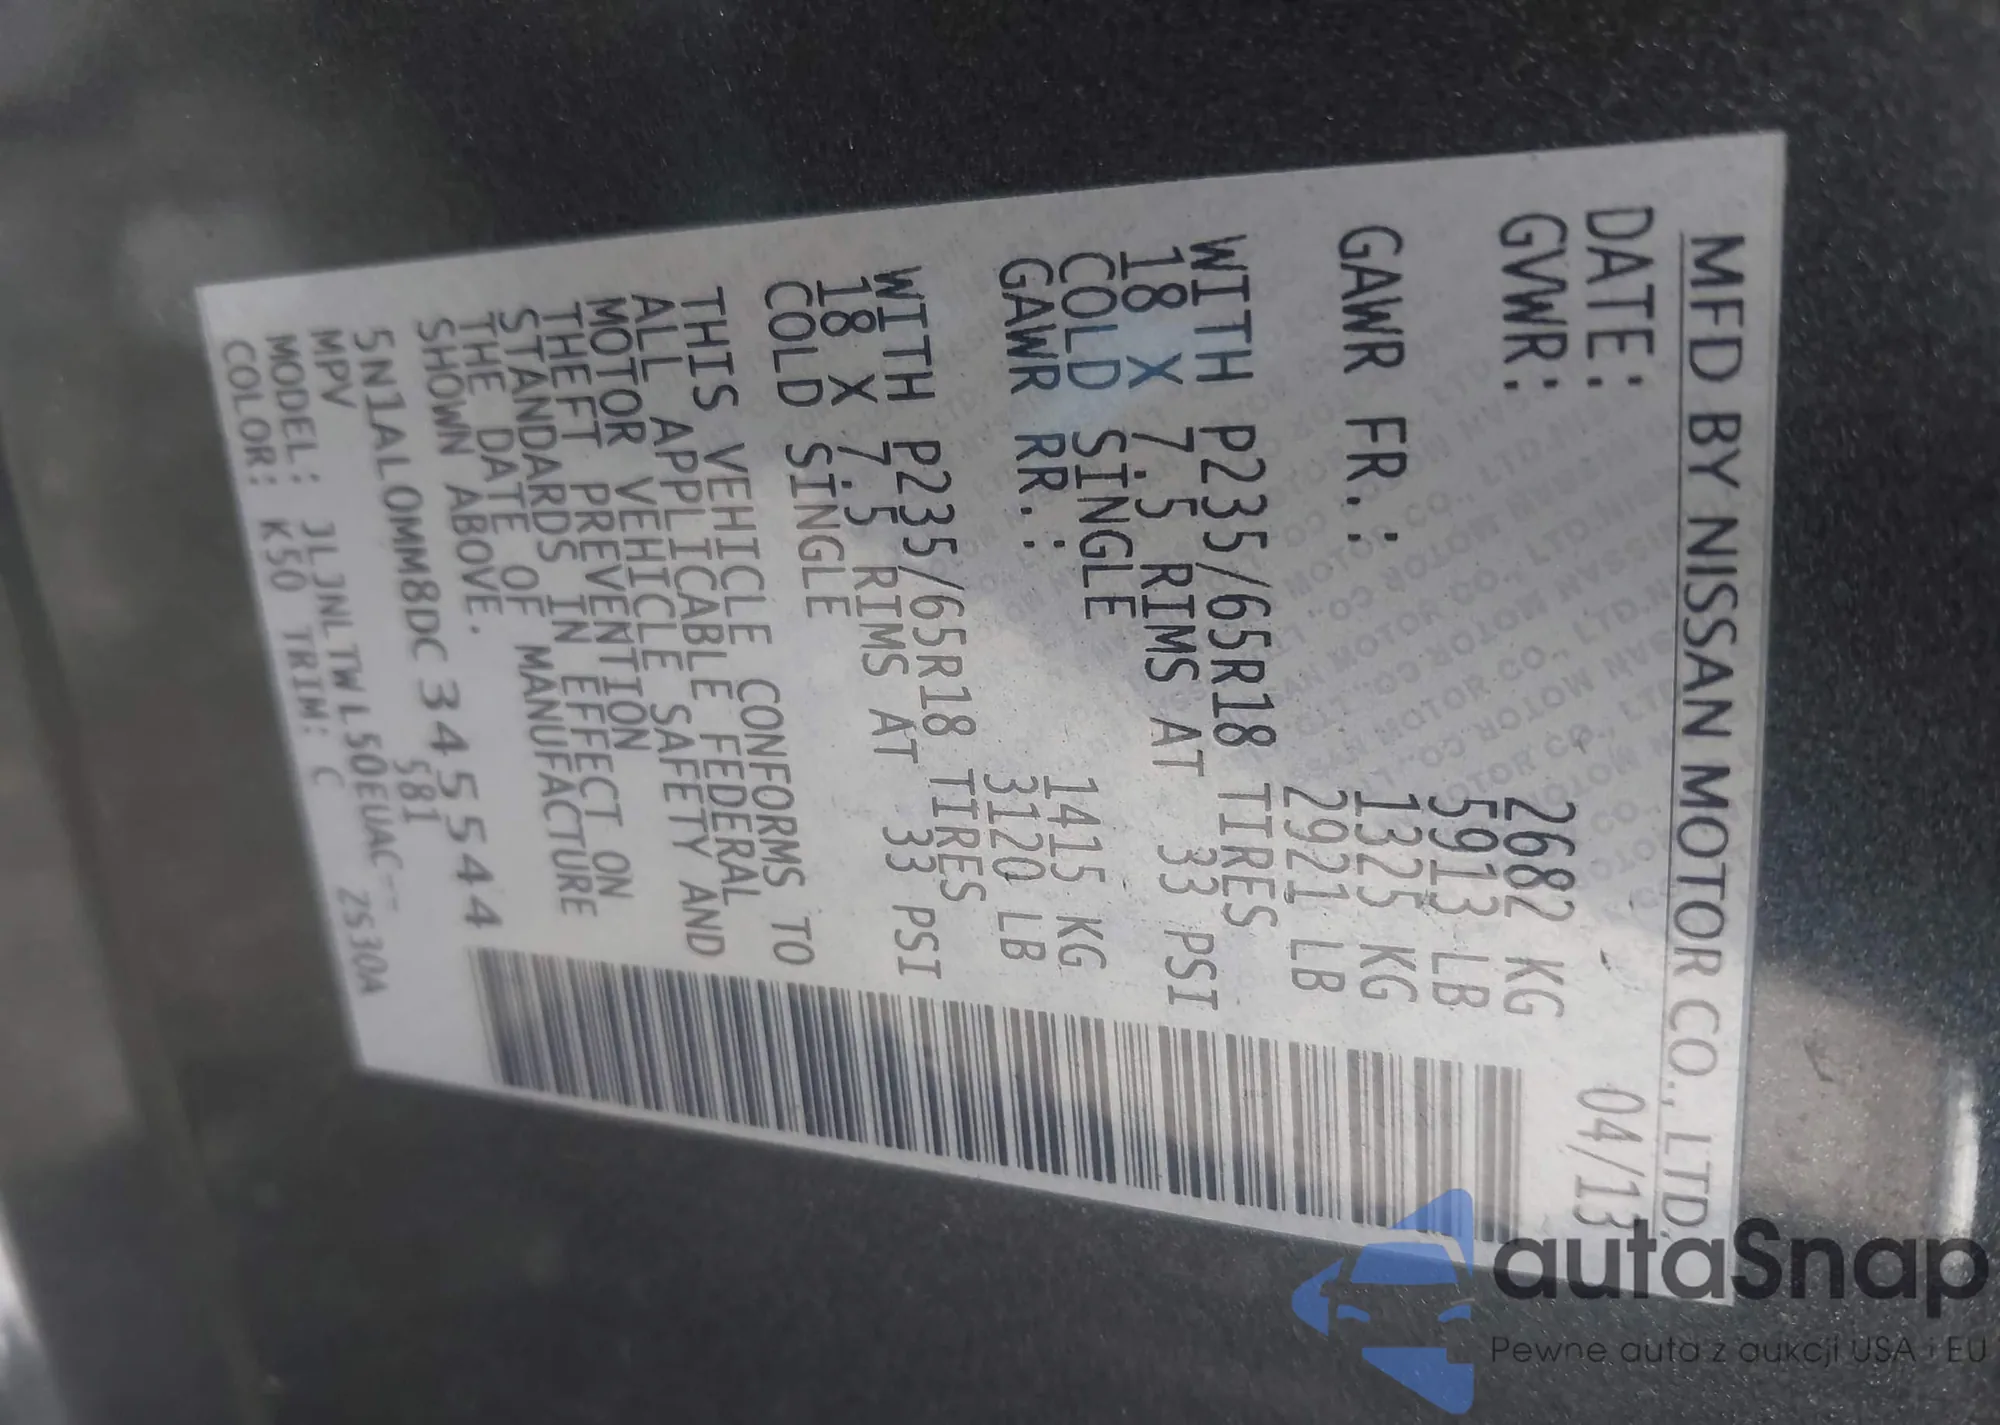 MFD BY NISSAN MOTOR CO., LTD.
DATE: 04/13
GVWR: 2682 KG
5913 LB
GAWR FR.: 1325 KG
2921 LB
WITH P235/65R18 TIRES
18 X 7.5 RIMS AT 33 PSI
COLD SINGLE
GAWR RR.: 1415 KG
3120 LB
WITH P235/65R18 TIRES
18 X 7.5 RIMS AT 33 PSI
COLD SINGLE
THIS VEHICLE CONFORMS TO
ALL APPLICABLE FEDERAL
MOTOR VEHICLE SAFETY AND
THEFT PREVENTION
STANDARDS IN EFFECT ON
THE DATE OF MANUFACTURE
SHOWN ABOVE.
5N1AL0MM8DC 345544
MPV S81
MODEL: JLJNLTWL50EUAC-- ZS30A
COLOR: K50 TRIM: C
autaSnap
Pewne auta z aukcji USA i EU